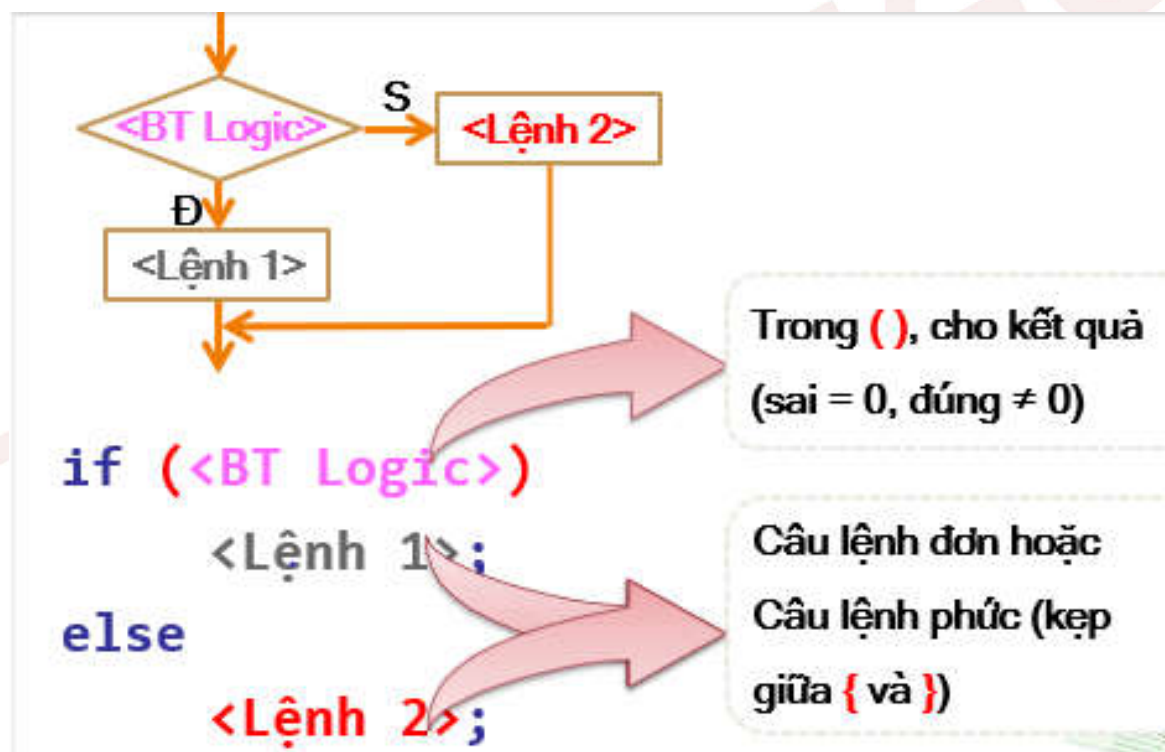 <BT Logic>
S
<Lệnh 2>
Đ
<Lệnh 1>
Trong ( ), cho kết quả
(sai = 0, đúng ≠ 0)
if (<BT Logic>)
<Lệnh 1>;
else
<Lệnh 2>;
Câu lệnh đơn hoặc
Câu lệnh phức (kẹp
giữa { và })